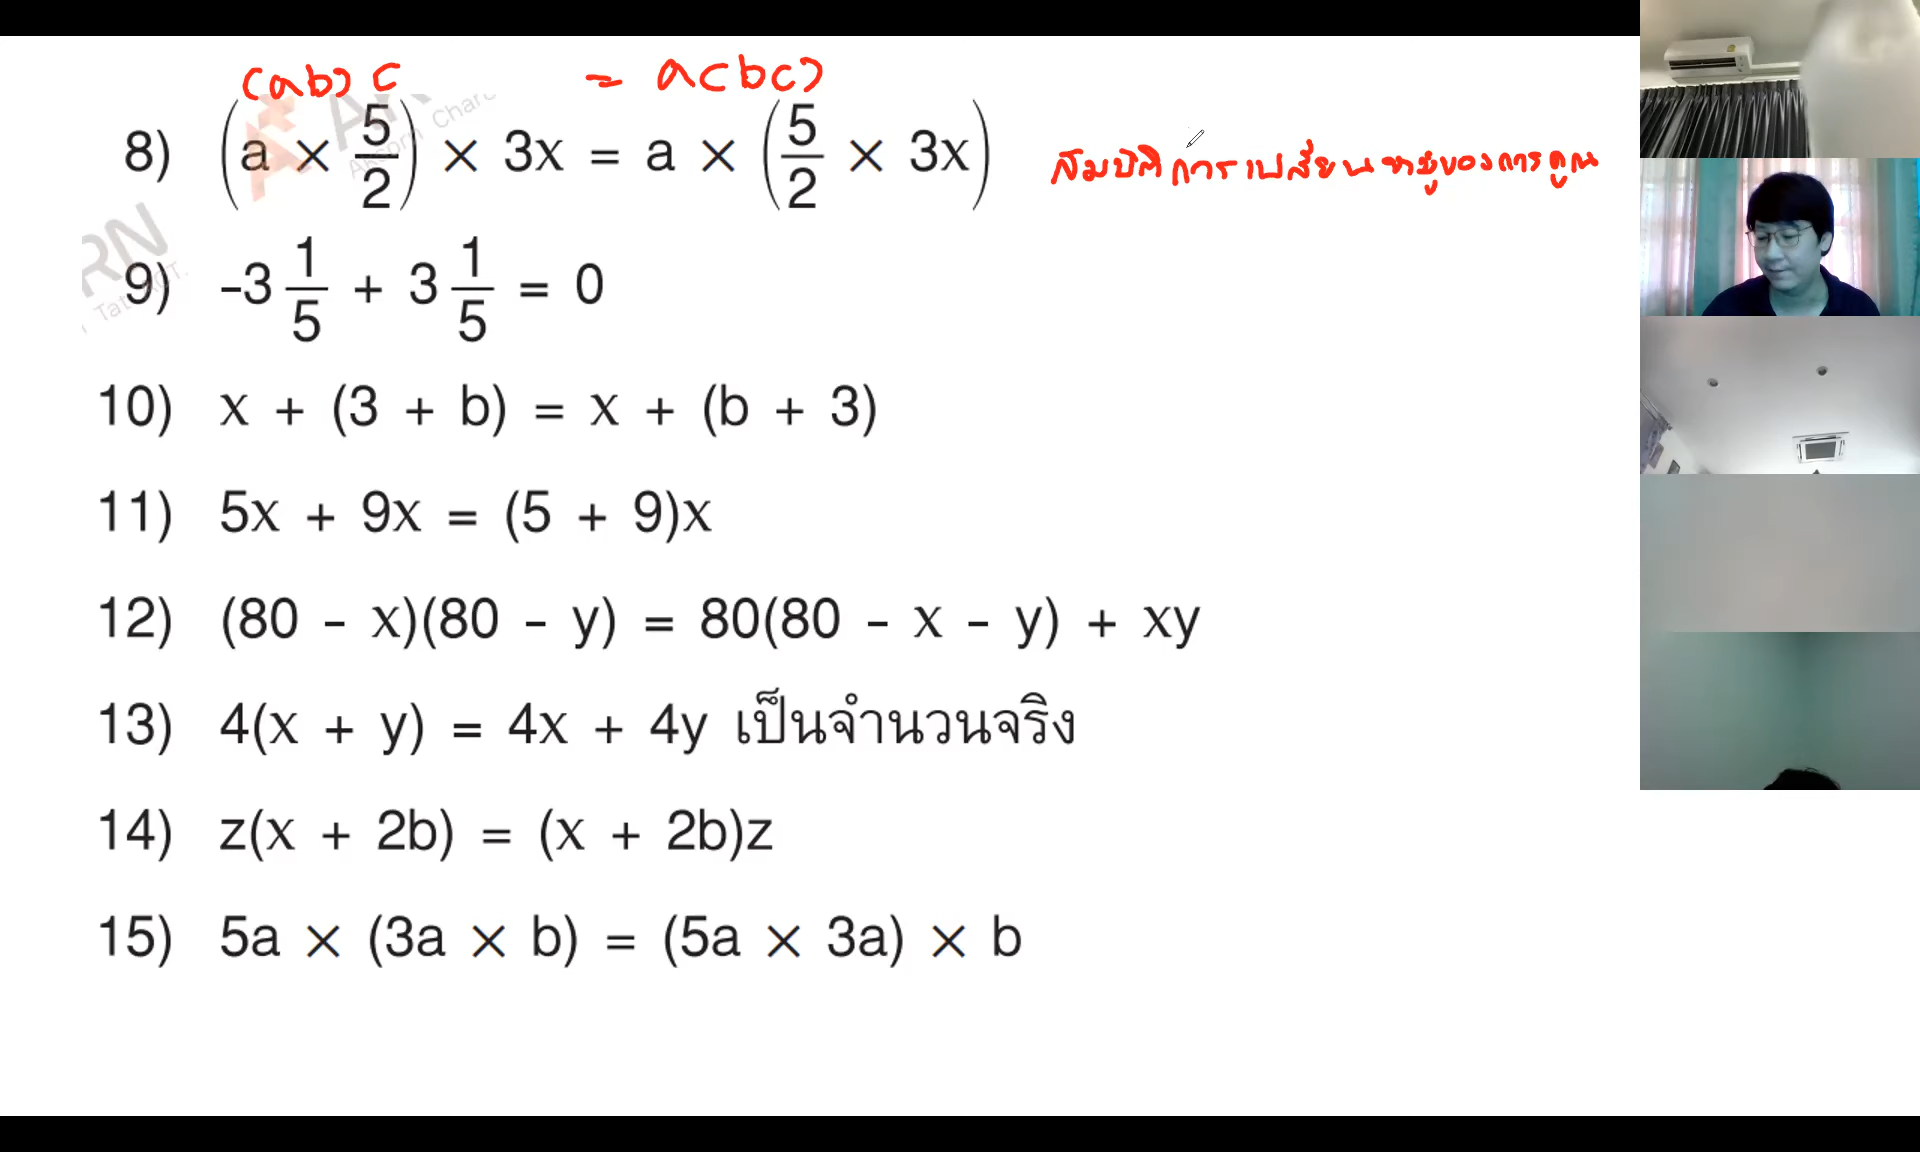 (ab) c = a(bc)
8) (a × 5/2) × 3x = a × (5/2 × 3x) สมบัติการเปลี่ยนหมู่ของการคูณ
9) -3 1/5 + 3 1/5 = 0
10) x + (3 + b) = x + (b + 3)
11) 5x + 9x = (5 + 9)x
12) (80 - x)(80 - y) = 80(80 - x - y) + xy
13) 4(x + y) = 4x + 4y เป็นจำนวนจริง
14) z(x + 2b) = (x + 2b)z
15) 5a × (3a × b) = (5a × 3a) × b